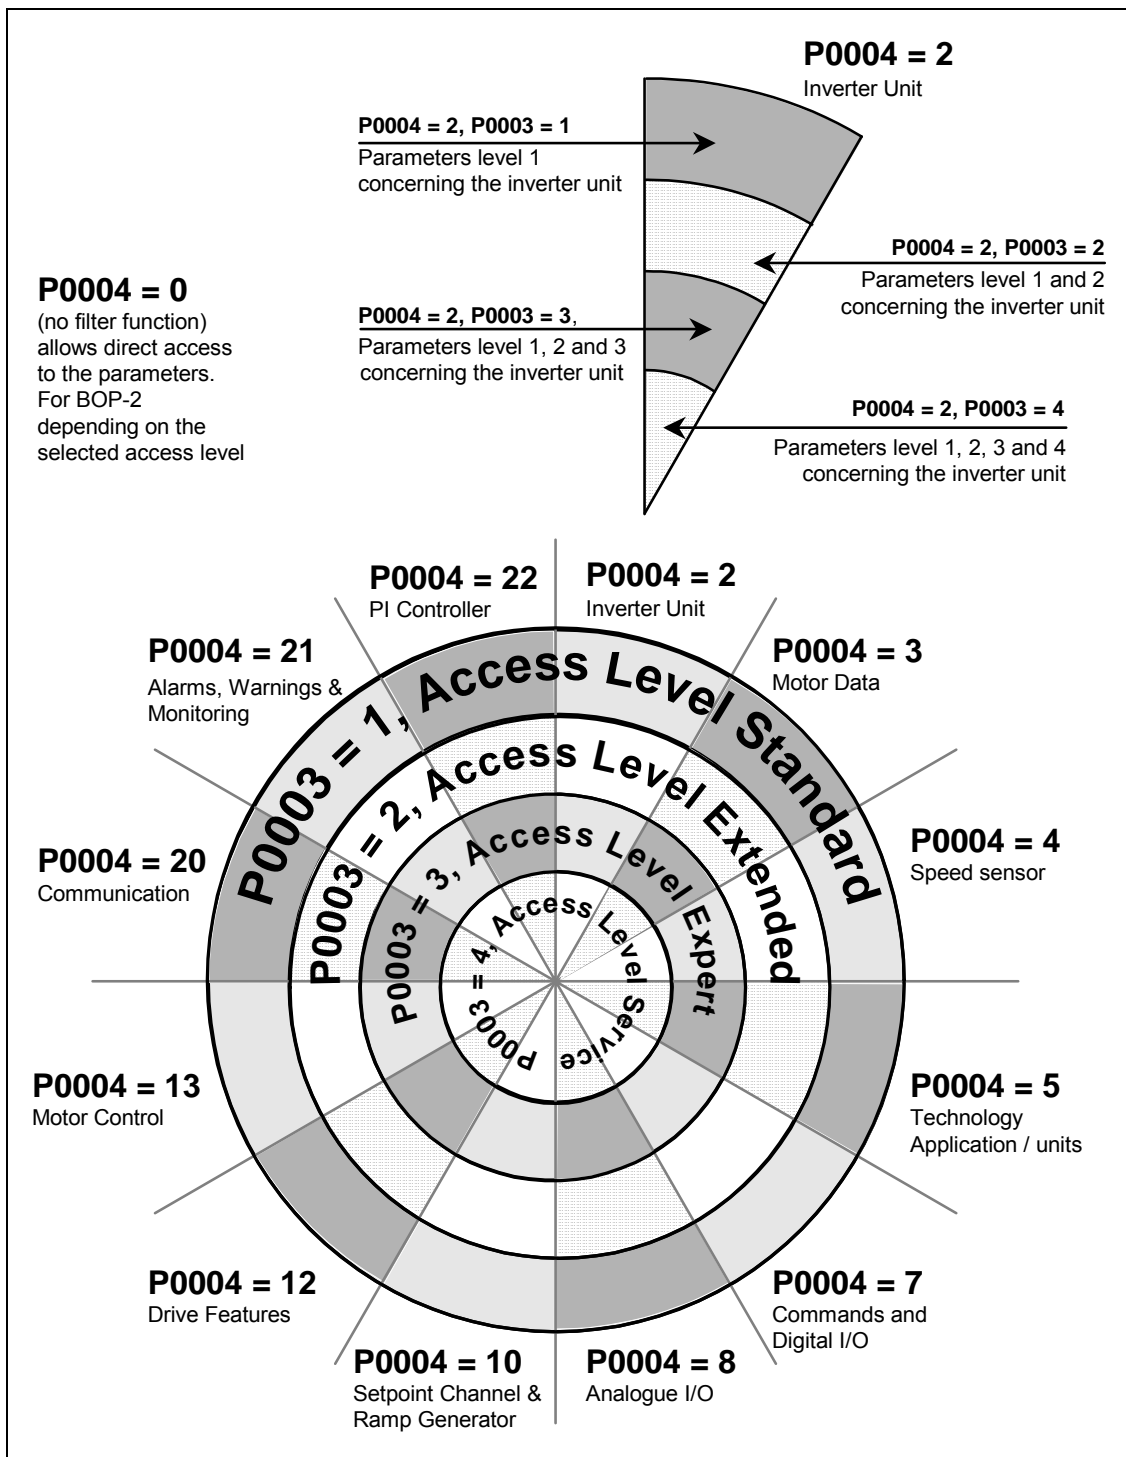 P0004 = 2
Inverter Unit
P0004 = 2, P0003 = 1
Parameters level 1
concerning the inverter unit
P0004 = 2, P0003 = 2
Parameters level 1 and 2
concerning the inverter unit
P0004 = 0
(no filter function)
allows direct access
to the parameters.
For BOP-2
depending on the
selected access level
P0004 = 2, P0003 = 3,
Parameters level 1, 2 and 3
concerning the inverter unit
P0004 = 2, P0003 = 4
Parameters level 1, 2, 3 and 4
concerning the inverter unit
P0004 = 22
PI Controller
P0004 = 2
Inverter Unit
P0004 = 21
Alarms, Warnings &
Monitoring
P0004 = 3
Motor Data
P0003 = 1, Access Level Standard
P0003 = 2, Access Level Extended
P0003 = 3, Access Level Expert
P0003 = 4, Access Level Service
P0004 = 20
Communication
P0004 = 4
Speed sensor
P0004 = 13
Motor Control
P0004 = 5
Technology
Application / units
P0004 = 12
Drive Features
P0004 = 7
Commands and
Digital I/O
P0004 = 10
Setpoint Channel &
Ramp Generator
P0004 = 8
Analogue I/O